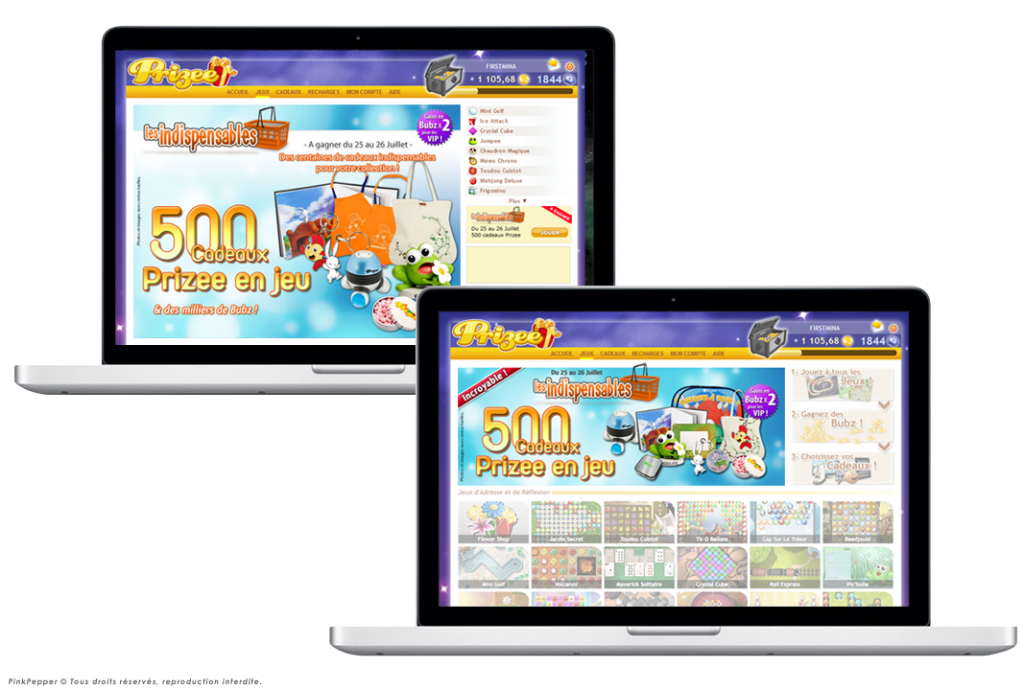 Prizee
FIRSTMINA
1 105,68
1844
ACCUEIL JEUX CADEAUX RECHARGES MON COMPTE AIDE
les indispensables
Gains en
Bubz x 2
pour les
VIP !
- A gagner du 25 au 26 Juillet -
Des centaines de cadeaux indispensables
pour votre collection !
500
Cadeaux
Prizee en jeu
& des milliers de Bubz !
Mini Golf
Ice Attack
Crystal Cube
Jumpee
Chaudron Magique
Mémo Chrono
Toudou Cubitot
Mahjong Deluxe
Frigomino
Plus ▼
A GAGNER
Du 25 au 26 Juillet
500 cadeaux Prizee
JOUER
Prizee
FIRSTMINA
1 105,68
1844
ACCUEIL JEUX CADEAUX RECHARGES MON COMPTE AIDE
Incroyable !
Du 25 au 26 Juillet
les indispensables
Gains en
Bubz x 2
pour les
VIP !
500
Cadeaux
Prizee en jeu
1- Jouez à tous les
Jeux !
2- Gagnez des
Bubz !
3- Choisissez vos
Cadeaux !
Jeux d'Adresse et de Réflexion
Flower Shop
Jardin Secret
Toudou Cubitot
Tir O Ballons
Cap Sur Le Trésor
Beedjouid
Mini Golf
Volcanos
Maverick Solitaire
Crystal Cube
Rail Express
Pic'bulle
PinkPepper © Tous droits réservés, reproduction interdite.